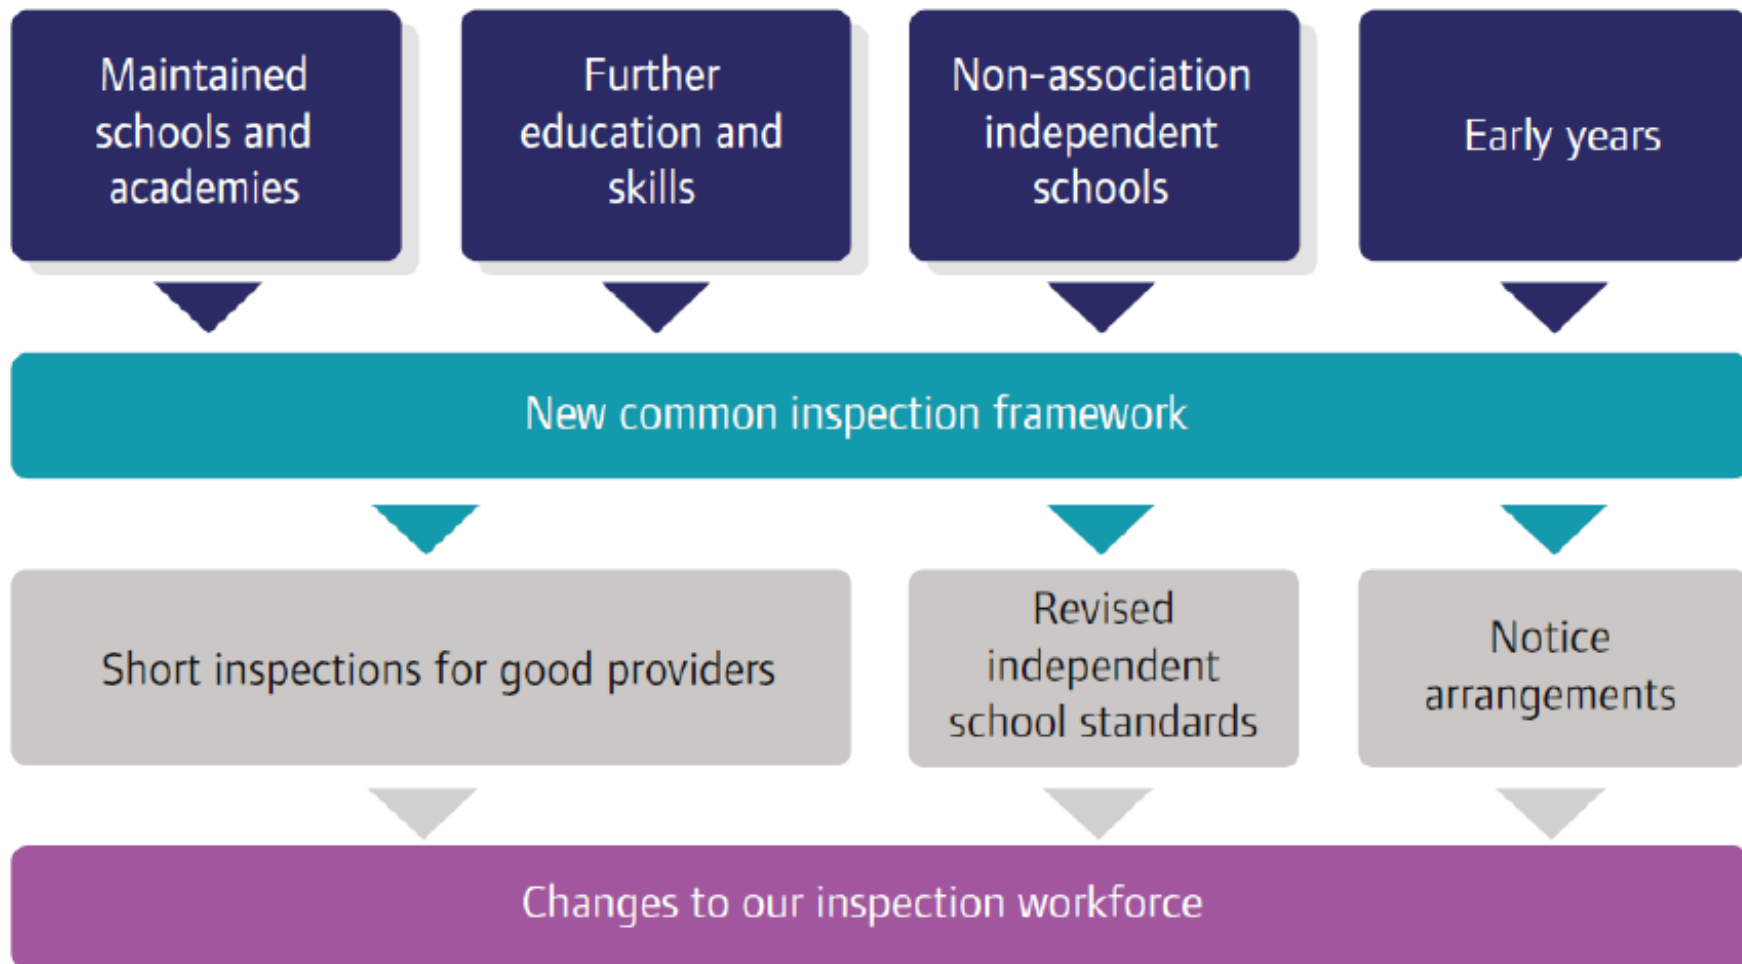 Maintained
schools and
academies
Further
education and
skills
Non-association
independent
schools
Early years
New common inspection framework
Short inspections for good providers
Revised
independent
school standards
Notice
arrangements
Changes to our inspection workforce